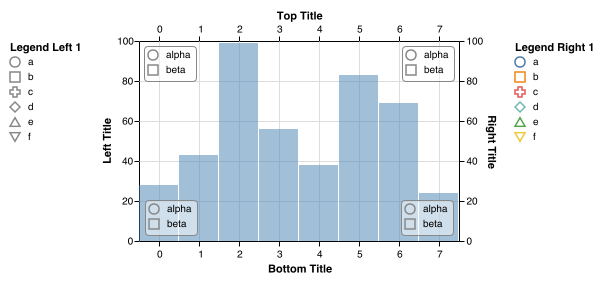 Top Title
0 1 2 3 4 5 6 7
Legend Left 1
a
b
c
d
e
f
Left Title
100
80
60
40
20
0
alpha
beta
alpha
beta
alpha
beta
alpha
beta
100
80
60
40
20
0
Right Title
Legend Right 1
a
b
c
d
e
f
0 1 2 3 4 5 6 7
Bottom Title